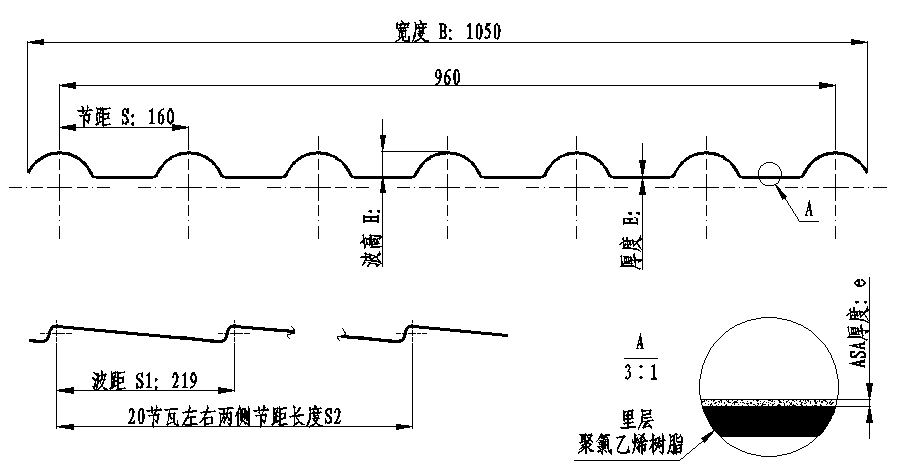 宽度 B: 1050
960
节距 S: 160
波高 H:
厚度 E:
A
波距 S1: 219
20节瓦左右两侧节距长度S2
A
3:1
ASA厚度: e
里层
聚氯乙烯树脂